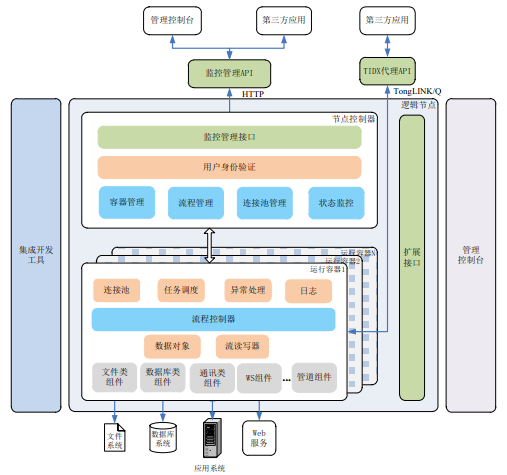 管理控制台
第三方应用
第三方应用
监控管理API
TIDX代理API
HTTP
TongLINK/Q
逻辑节点
节点控制器
监控管理接口
用户身份验证
容器管理
流程管理
连接池管理
状态监控
集成开发
工具
扩展
接口
管理
控制台
运行容器N
运行容器2
运行容器1
连接池
任务调度
异常处理
日志
流程控制器
数据对象
流读写器
文件类
组件
数据库类
组件
通讯类
组件
WS组件
...
管道组件
文件
系统
数据库
系统
应用系统
Web
服务